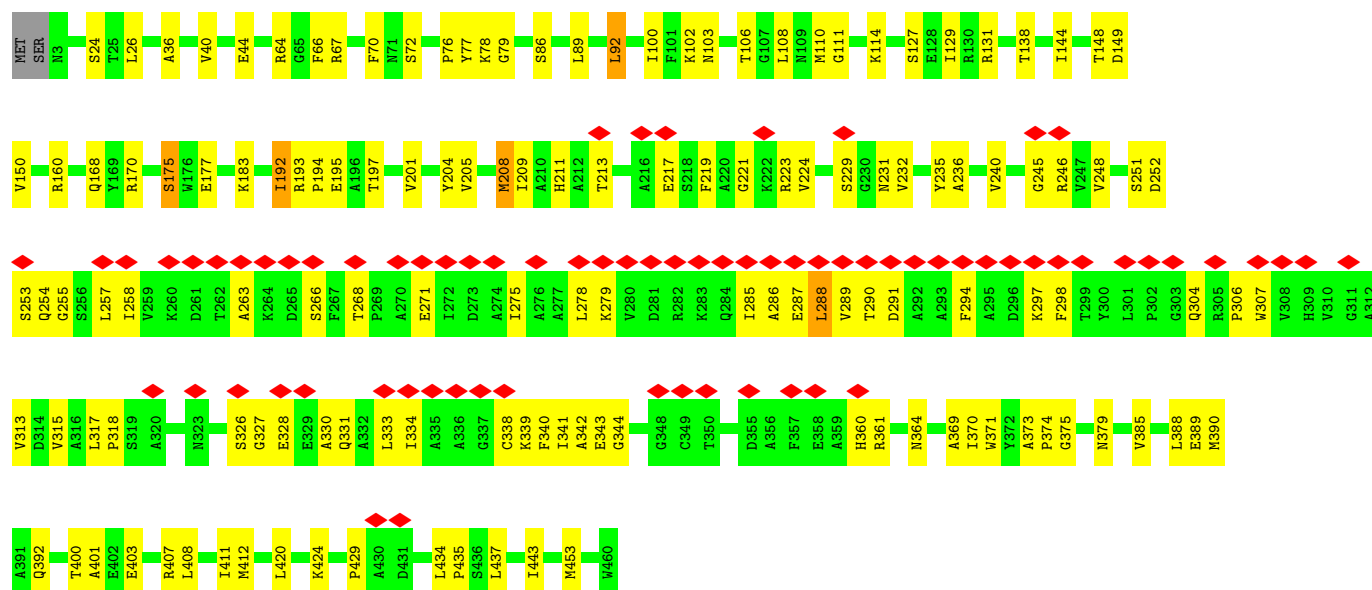 MET SER N3 S24 T25 L26 A36 V40 E44 R64 G65 F66 R67 F70 N71 S72 P76 Y77 K78 G79 S86 L89 L92 I100 F101 K102 N103 T106 G107 L108 N109 M110 G111 K114 S127 E128 I129 R130 R131 T138 I144 T148 D149
V150 R160 Q168 Y169 R170 S175 W176 E177 K183 I192 R193 P194 E195 A196 T197 V201 Y204 V205 M208 I209 A210 H211 A212 T213 A216 E217 S218 F219 A220 G221 K222 R223 V224 S229 G230 N231 V232 Y235 A236 V240 G245 R246 V247 V248 S251 D252
S253 Q254 G255 S256 L257 I258 V259 K260 D261 T262 A263 K264 D265 S266 F267 T268 P269 A270 E271 I272 D273 A274 I275 A276 A277 L278 K279 V280 D281 R282 K283 Q284 I285 A286 E287 L288 V289 T290 D291 A292 A293 F294 A295 D296 K297 F298 T299 Y300 L301 P302 G303 Q304 R305 P306 W307 V308 H309 V310 G311 A312
V313 D314 V315 A316 L317 P318 S319 A320 N323 S326 G327 E328 E329 A330 Q331 A332 L333 I334 A335 A336 G337 C338 K339 F340 I341 A342 E343 G344 G348 C349 T350 D355 A356 F357 E358 A359 H360 R361 N364 A369 I370 W371 Y372 A373 P374 G375 N379 V385 L388 E389 M390
A391 Q392 T400 A401 E402 E403 R407 L408 I411 M412 L420 K424 P429 A430 D431 L434 P435 S436 L437 I443 M453 W460